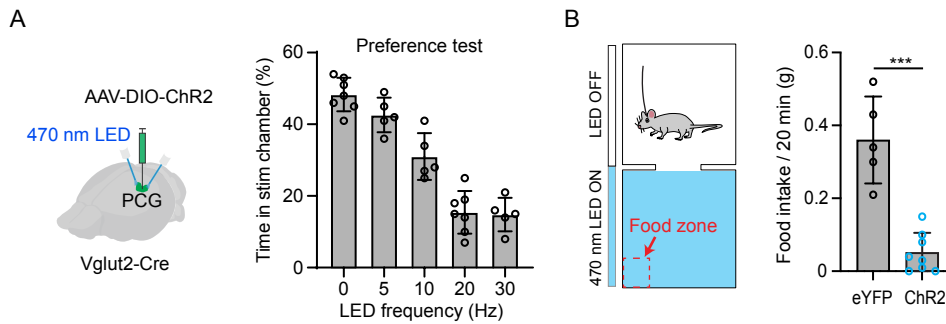 A
AAV-DIO-ChR2
470 nm LED
PCG
Vglut2-Cre
Preference test
Time in stim chamber (%)
60
40
20
0
0 5 10 20 30
LED frequency (Hz)
B
LED OFF
470 nm LED ON
Food zone
Food intake / 20 min (g)
0.6
0.4
0.2
0
***
eYFP ChR2